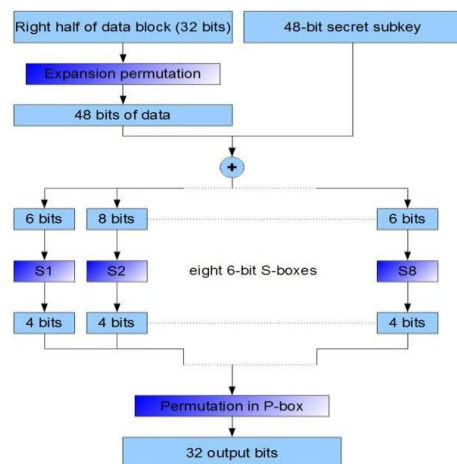 Right half of data block (32 bits)
48-bit secret subkey
Expansion permutation
48 bits of data
+
6 bits
8 bits
6 bits
S1
S2
eight 6-bit S-boxes
S8
4 bits
4 bits
4 bits
Permutation in P-box
32 output bits